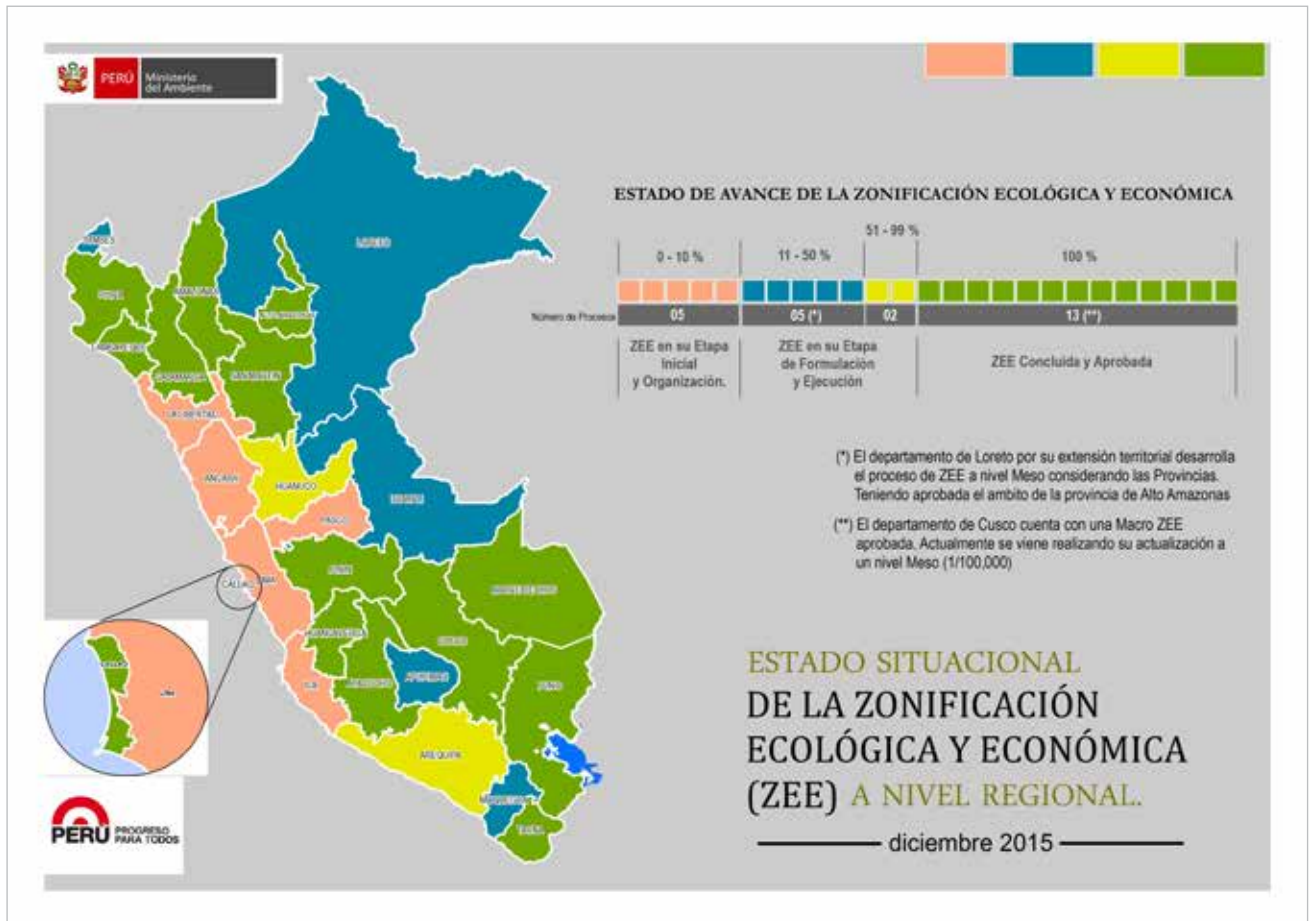 PERÚ
Ministerio
del Ambiente
ESTADO DE AVANCE DE LA ZONIFICACIÓN ECOLÓGICA Y ECONÓMICA
0 - 10 %
11 - 50 %
51 - 99 %
100 %
Número de Procesos
05
05 (*)
02
13 (**)
ZEE en su Etapa
Inicial
y Organización.
ZEE en su Etapa
de Formulación
y Ejecución
ZEE Concluida y Aprobada
(*) El departamento de Loreto por su extensión territorial desarrolla
el proceso de ZEE a nivel Meso considerando las Provincias.
Teniendo aprobada el ambito de la provincia de Alto Amazonas
(**) El departamento de Cusco cuenta con una Macro ZEE
aprobada. Actualmente se viene realizando su actualización a
un nivel Meso (1/100,000)
ESTADO SITUACIONAL
DE LA ZONIFICACIÓN
ECOLÓGICA Y ECONÓMICA
(ZEE) A NIVEL REGIONAL.
diciembre 2015
LORETO
TUMBES
PIURA
AMAZONAS
LAMBAYEQUE
CAJAMARCA
SAN MARTIN
LA LIBERTAD
ANCASH
HUANUCO
UCAYALI
PASCO
LIMA
CALLAO
JUNIN
MADRE DE DIOS
HUANCAVELICA
CUSCO
ICA
AYACUCHO
APURIMAC
PUNO
AREQUIPA
MOQUEGUA
TACNA
CALLAO
LIMA
PERÚ
PROGRESO
PARA TODOS